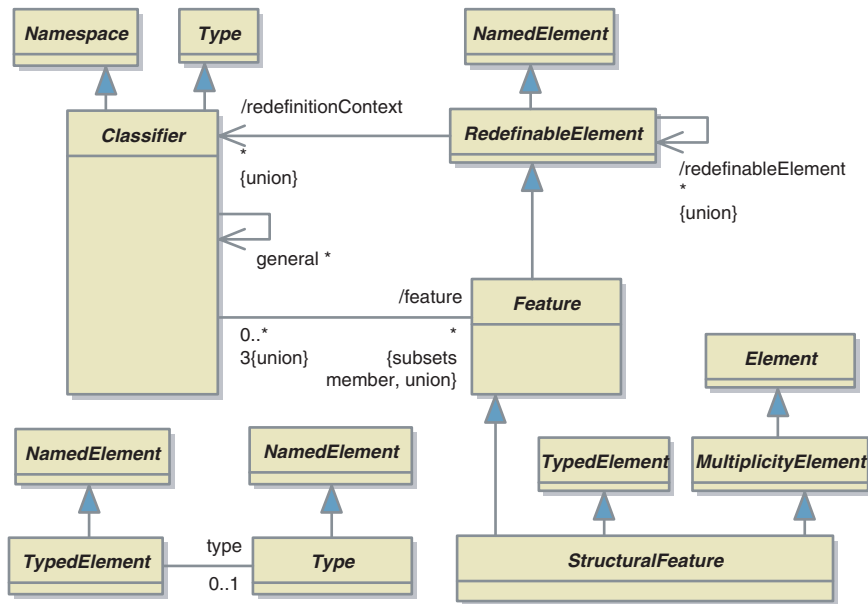 Namespace
Type
NamedElement
Classifier
/redefinitionContext
*
{union}
RedefinableElement
/redefinableElement
*
{union}
general *
/feature
0..*
3{union}
*
{subsets
member, union}
Feature
Element
NamedElement
NamedElement
TypedElement
MultiplicityElement
TypedElement
type
0..1
Type
StructuralFeature